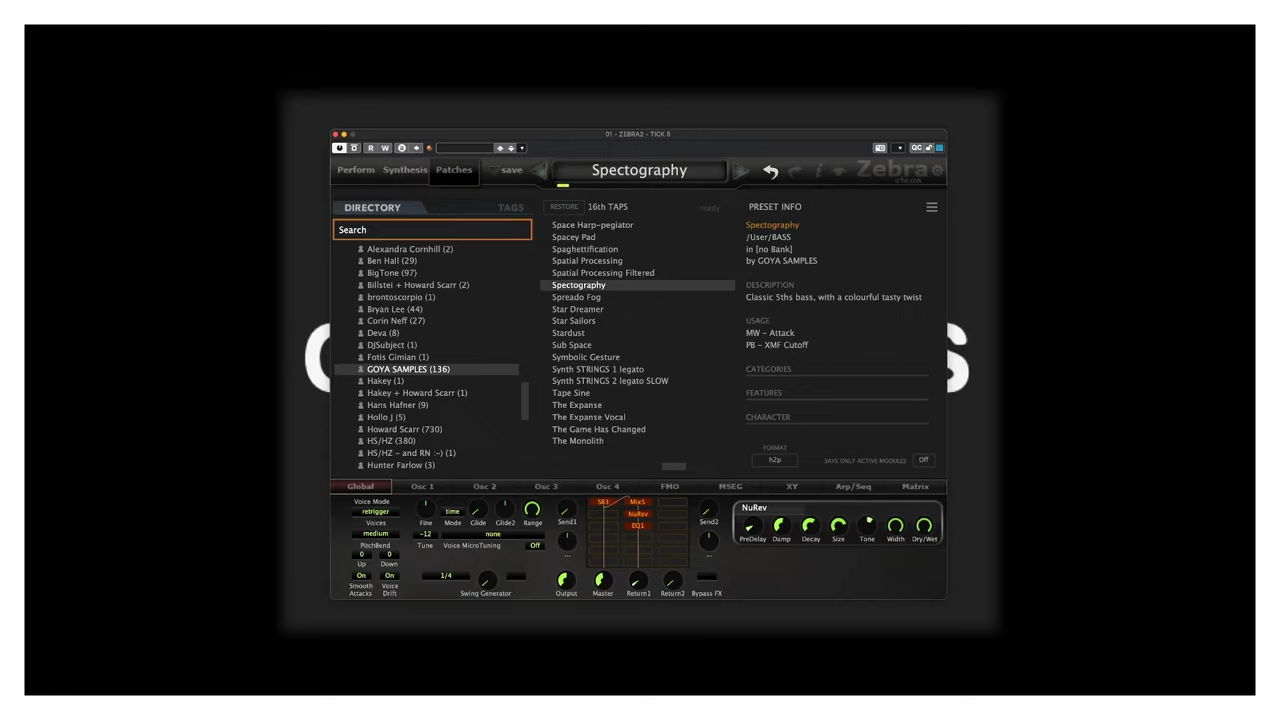 01 - ZEBRA2 - TICK 5
R W QC
Perform Synthesis Patches save Spectography Zebra
u-he.com
DIRECTORY TAGS
Search
Alexandra Cornhill (2)
Ben Hall (29)
BigTone (97)
Billstei + Howard Scarr (2)
brontoscorpio (1)
Bryan Lee (44)
Corin Neff (27)
Deva (8)
DJSubject (1)
Fotis Gimian (1)
GOYA SAMPLES (136)
Hakey (1)
Hakey + Howard Scarr (1)
Hans Hafner (9)
Hollo J (5)
Howard Scarr (730)
HS/HZ (380)
HS/HZ - and RN :-) (1)
Hunter Farlow (3)
RESTORE 16th TAPS ready
Space Harp-pegiator
Spacey Pad
Spaghettification
Spatial Processing
Spatial Processing Filtered
Spectography
Spreado Fog
Star Dreamer
Star Sailors
Stardust
Sub Space
Symbolic Gesture
Synth STRINGS 1 legato
Synth STRINGS 2 legato SLOW
Tape Sine
The Expanse
The Expanse Vocal
The Game Has Changed
The Monolith
PRESET INFO
Spectography
/User/BASS
in [no Bank]
by GOYA SAMPLES
DESCRIPTION
Classic 5ths bass, with a colourful tasty twist
USAGE
MW - Attack
PB - XMF Cutoff
CATEGORIES
FEATURES
CHARACTER
FORMAT
h2p SAVE ONLY ACTIVE MODULES Off
Global Osc 1 Osc 2 Osc 3 Osc 4 FMO MSEG XY Arp/Seq Matrix
Voice Mode
retrigger
Voices
medium
PitchBend
0 0
Up Down
On On
Smooth Attacks Voice Drift
time
Fine Mode Glide Glide2 Range
-12 none
Tune Voice MicroTuning Off
1/4
Swing Generator
Send1
...
SB3 Mix5
NuRev
EQ1
Send2
...
Output Master Return1 Return2 Bypass FX
NuRev
PreDelay Damp Decay Size Tone Width Dry/Wet
S